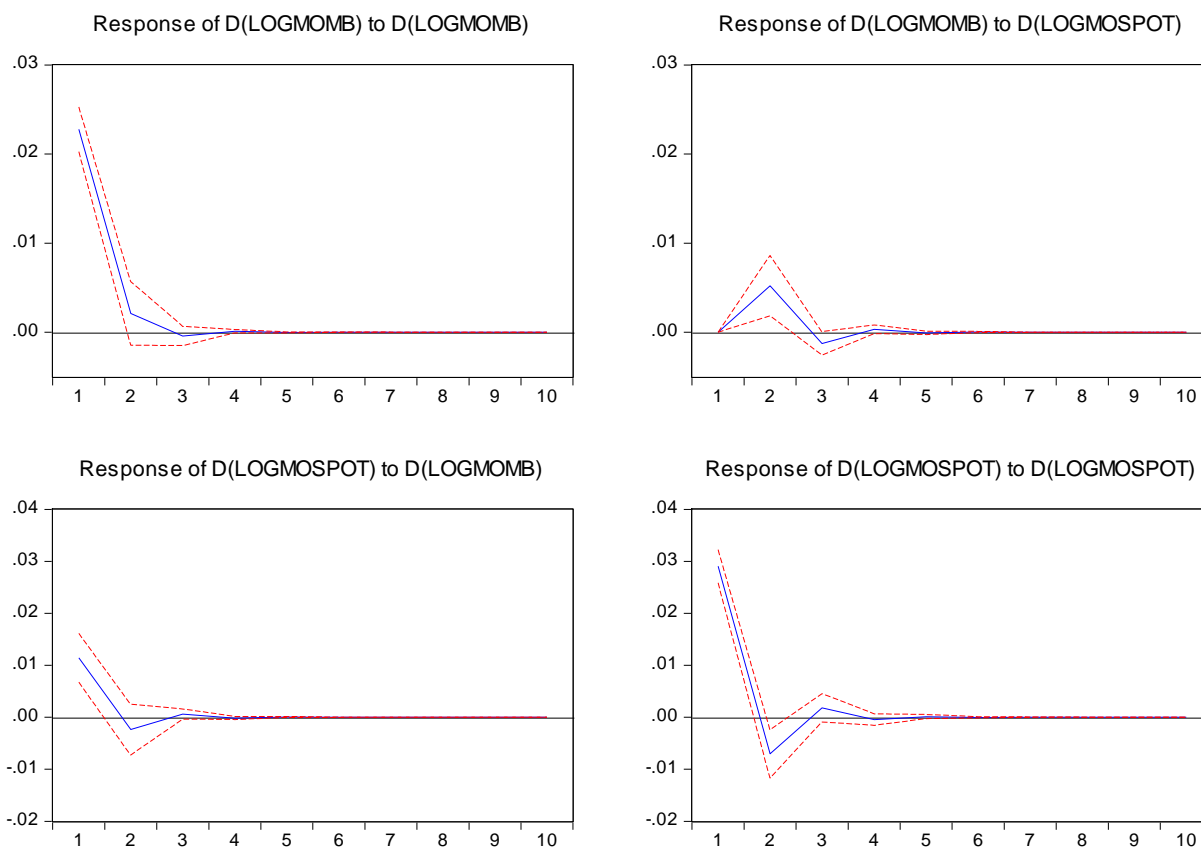 Response of D(LOGMOMB) to D(LOGMOMB)
.03
.02
.01
.00
1 2 3 4 5 6 7 8 9 10
Response of D(LOGMOMB) to D(LOGMOSPOT)
.03
.02
.01
.00
1 2 3 4 5 6 7 8 9 10
Response of D(LOGMOSPOT) to D(LOGMOMB)
.04
.03
.02
.01
.00
-.01
-.02
1 2 3 4 5 6 7 8 9 10
Response of D(LOGMOSPOT) to D(LOGMOSPOT)
.04
.03
.02
.01
.00
-.01
-.02
1 2 3 4 5 6 7 8 9 10